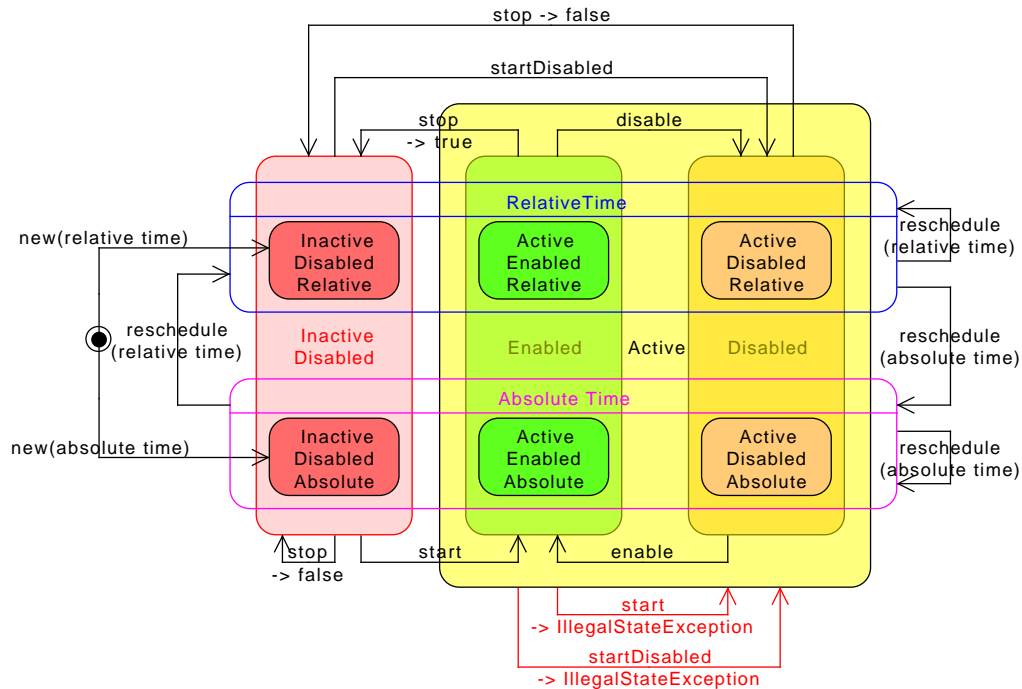 stop -> false
startDisabled
stop
-> true
disable
RelativeTime
new(relative time)
Inactive
Disabled
Relative
Active
Enabled
Relative
Active
Disabled
Relative
reschedule
(relative time)
reschedule
(relative time)
Inactive
Disabled
Enabled
Active
Disabled
reschedule
(absolute time)
Absolute Time
new(absolute time)
Inactive
Disabled
Absolute
Active
Enabled
Absolute
Active
Disabled
Absolute
reschedule
(absolute time)
stop
-> false
start
enable
start
-> IllegalStateException
startDisabled
-> IllegalStateException